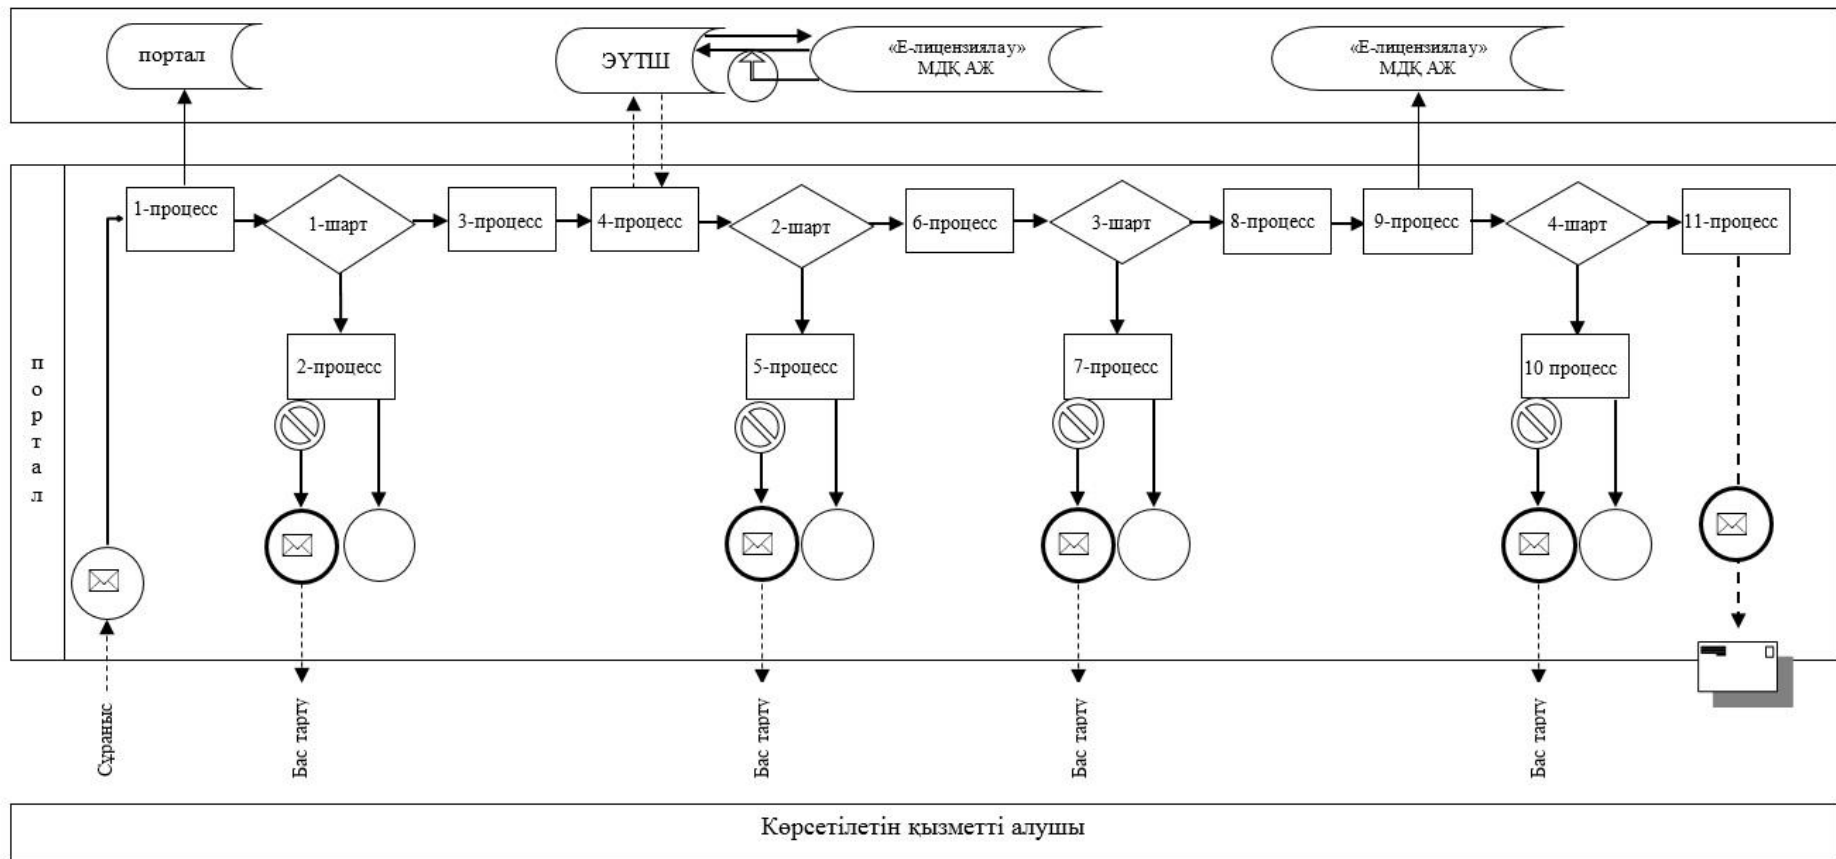 портал
ЭҮТШ
«Е-лицензиялау»
МДҚ АЖ
«Е-лицензиялау»
МДҚ АЖ
портал
1-процесс
1-шарт
3-процесс
4-процесс
2-шарт
6-процесс
3-шарт
8-процесс
9-процесс
4-шарт
11-процесс
2-процесс
5-процесс
7-процесс
10 процесс
Сұраныс
Бас тарту
Бас тарту
Бас тарту
Бас тарту
Көрсетілетін қызметті алушы